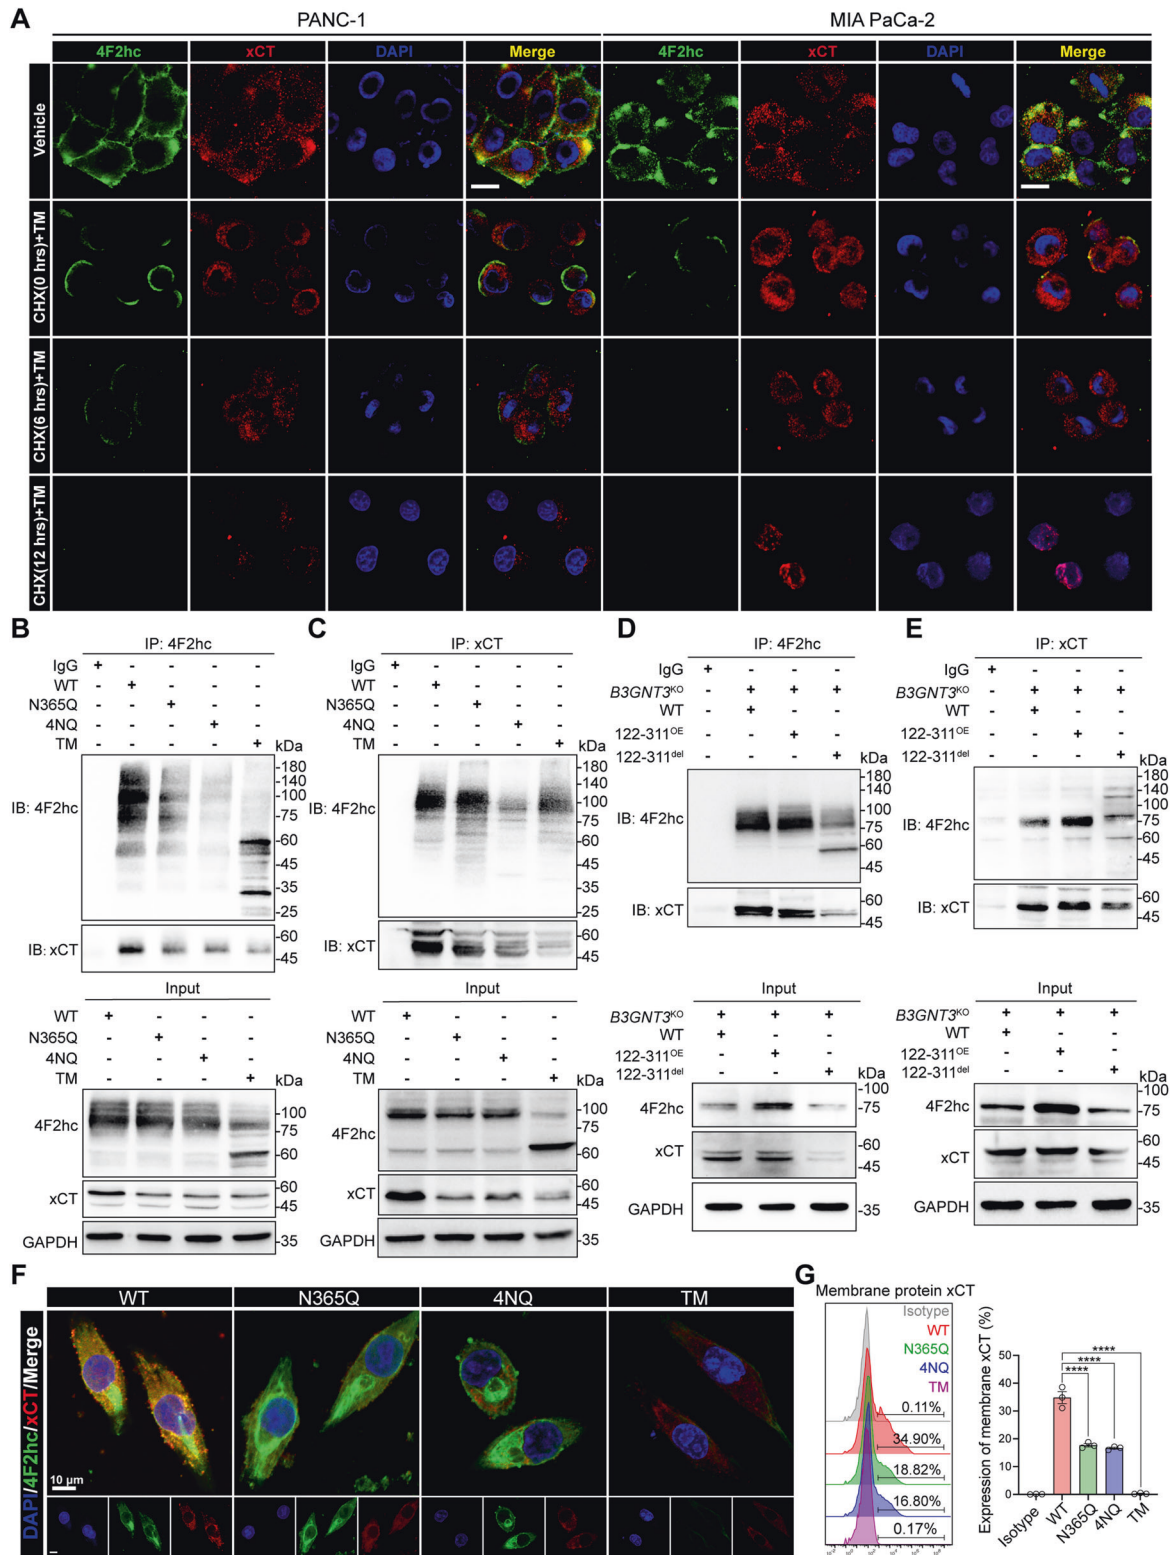 A
PANC-1 MIA PaCa-2
4F2hc xCT DAPI Merge 4F2hc xCT DAPI Merge
Vehicle
CHX(0 hrs)+TM
CHX(6 hrs)+TM
CHX(12 hrs)+TM
B
IP: 4F2hc
IgG + - - - -
WT - + - - -
N365Q - - + - -
4NQ - - - + -
TM - - - - + kDa
IB: 4F2hc
-180
-140
-100
-75
-60
-45
-35
-25
IB: xCT
-60
-45
Input
WT + - - -
N365Q - + - -
4NQ - - + -
TM - - - + kDa
4F2hc
-100
-75
-60
xCT
-60
-45
GAPDH -35
C
IP: xCT
IgG + - - - -
WT - + - - -
N365Q - - + - -
4NQ - - - + -
TM - - - - + kDa
IB: 4F2hc
-180
-140
-100
-75
-60
-45
-35
-25
IB: xCT
-60
-45
Input
WT + - - -
N365Q - + - -
4NQ - - + -
TM - - - + kDa
4F2hc
-100
-75
-60
xCT
-60
-45
GAPDH -35
D
IP: 4F2hc
IgG + - - -
B3GNT3KO - + + +
WT - + - -
122-311OE - - + -
122-311del - - - + kDa
IB: 4F2hc
-180
-140
-100
-75
-60
-45
IB: xCT
-60
-45
Input
B3GNT3KO + + +
WT + - -
122-311OE - + -
122-311del - - + kDa
4F2hc
-100
-75
xCT
-60
-45
GAPDH -35
E
IP: xCT
IgG + - - -
B3GNT3KO - + + +
WT - + - -
122-311OE - - + -
122-311del - - - + kDa
IB: 4F2hc
-180
-140
-100
-75
-60
-45
IB: xCT
-60
-45
Input
B3GNT3KO + + +
WT + - -
122-311OE - + -
122-311del - - + kDa
4F2hc
-100
-75
xCT
-60
-45
GAPDH -35
F
WT N365Q 4NQ TM
DAPI/4F2hc/xCT/Merge
10 μm
G
Membrane protein xCT
Isotype
WT
N365Q
4NQ
TM
0.11%
34.90%
18.82%
16.80%
0.17%
Expression of membrane xCT (%)
50
40
30
20
10
0
****
****
****
Isotype
WT
N365Q
4NQ
TM